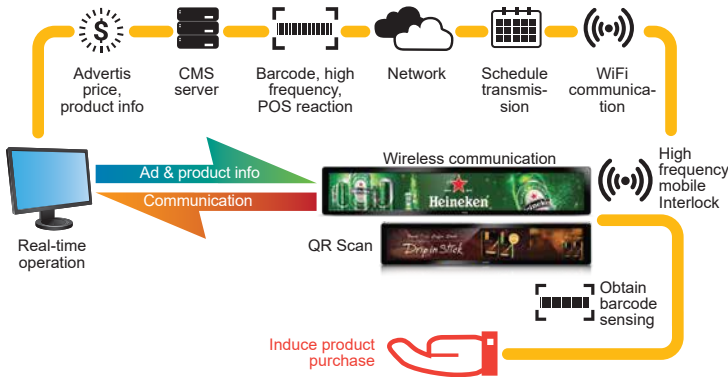 $
Advertis
price,
product info
CMS
server
Barcode, high
frequency,
POS reaction
Network
Schedule
transmis-
sion
WiFi
communica-
tion
Ad & product info
Communication
Real-time
operation
Wireless communication
Heineken
QR Scan
Drip in Stick
High
frequency
mobile
Interlock
Obtain
barcode
sensing
Induce product
purchase